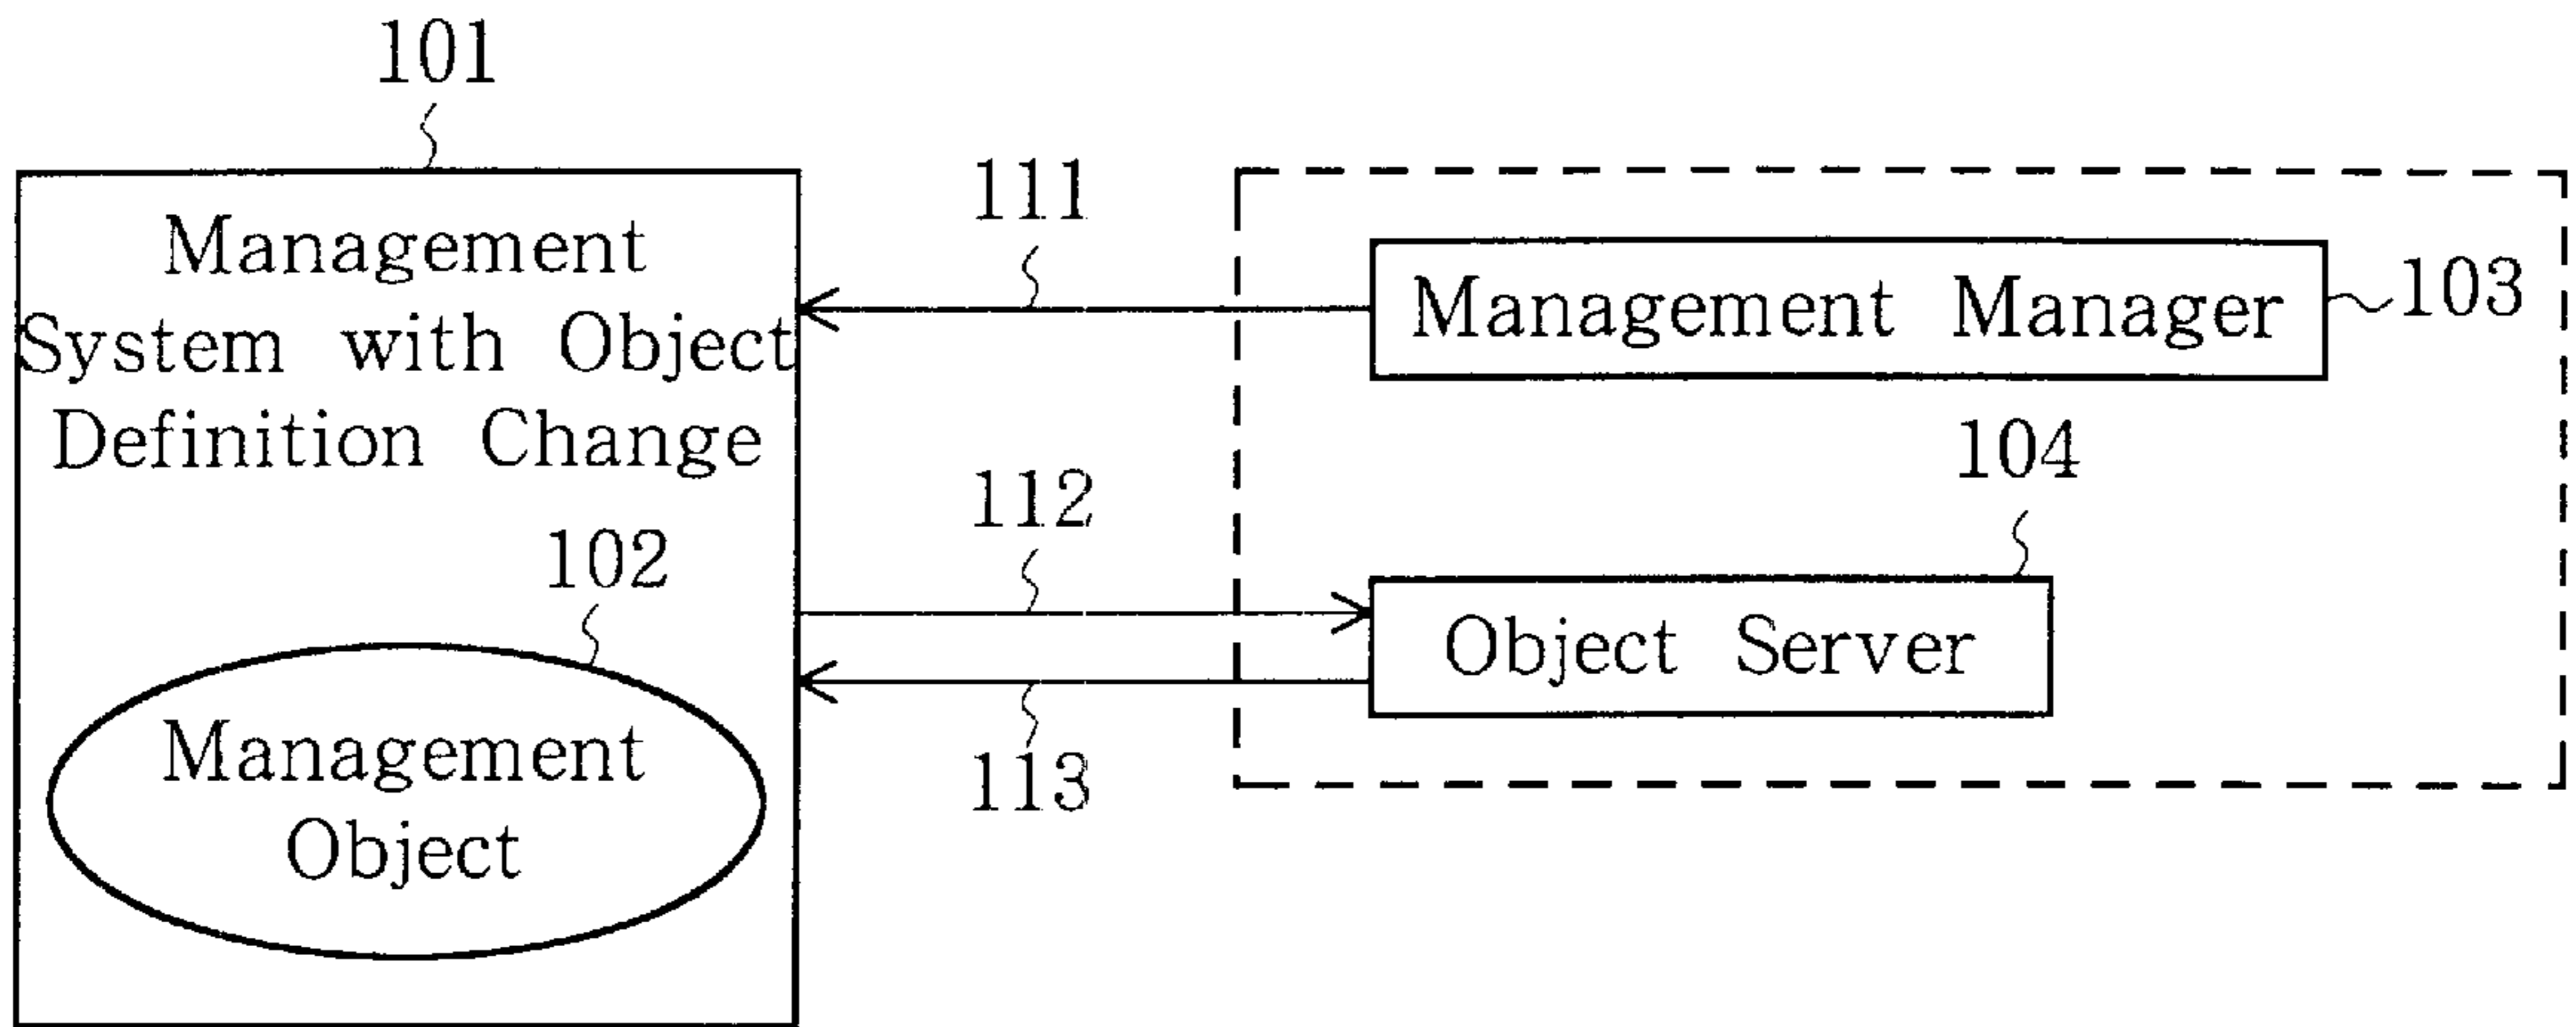 101
Management
System with Object
Definition Change
102
Management
Object
111
112
113
Management Manager
103
104
Object Server